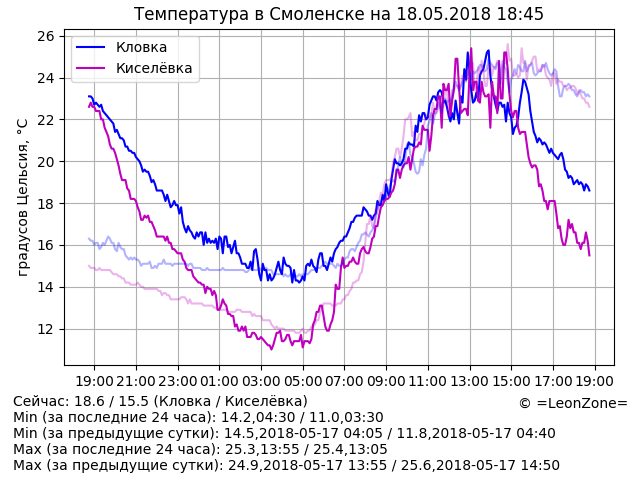 Температура в Смоленске на 18.05.2018 18:45
Кловка
Киселёвка
градусов Цельсия, °C
26
24
22
20
18
16
14
12
19:00 21:00 23:00 01:00 03:00 05:00 07:00 09:00 11:00 13:00 15:00 17:00 19:00
Сейчас: 18.6 / 15.5 (Кловка / Киселёвка)
© =LeonZone=
Min (за последние 24 часа): 14.2,04:30 / 11.0,03:30
Min (за предыдущие сутки): 14.5,2018-05-17 04:05 / 11.8,2018-05-17 04:40
Max (за последние 24 часа): 25.3,13:55 / 25.4,13:05
Max (за предыдущие сутки): 24.9,2018-05-17 13:55 / 25.6,2018-05-17 14:50